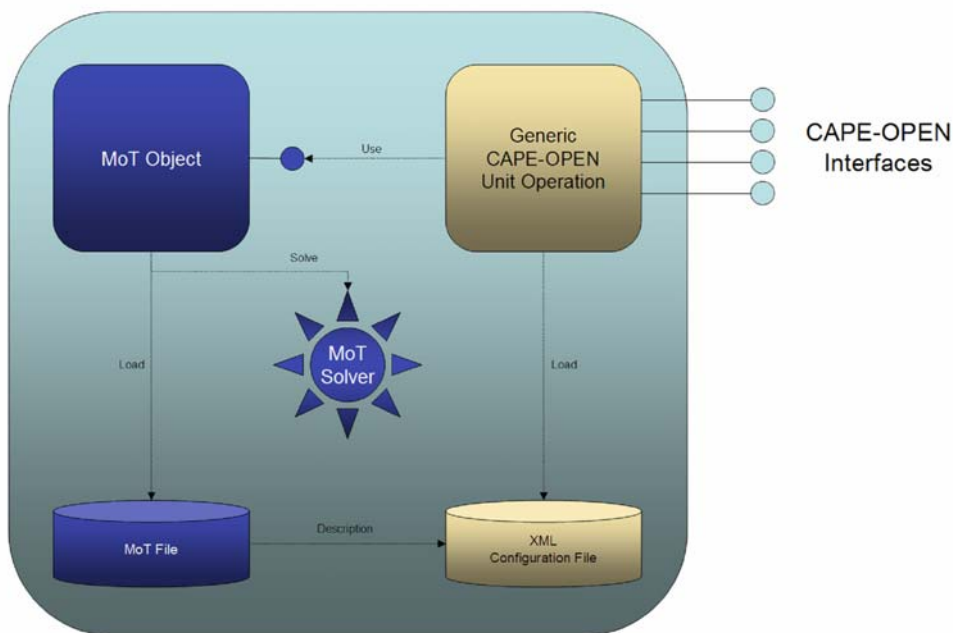 MoT Object
Use
Generic
CAPE-OPEN
Unit Operation
CAPE-OPEN
Interfaces
Solve
MoT
Solver
Load
Load
MoT File
Description
XML
Configuration File